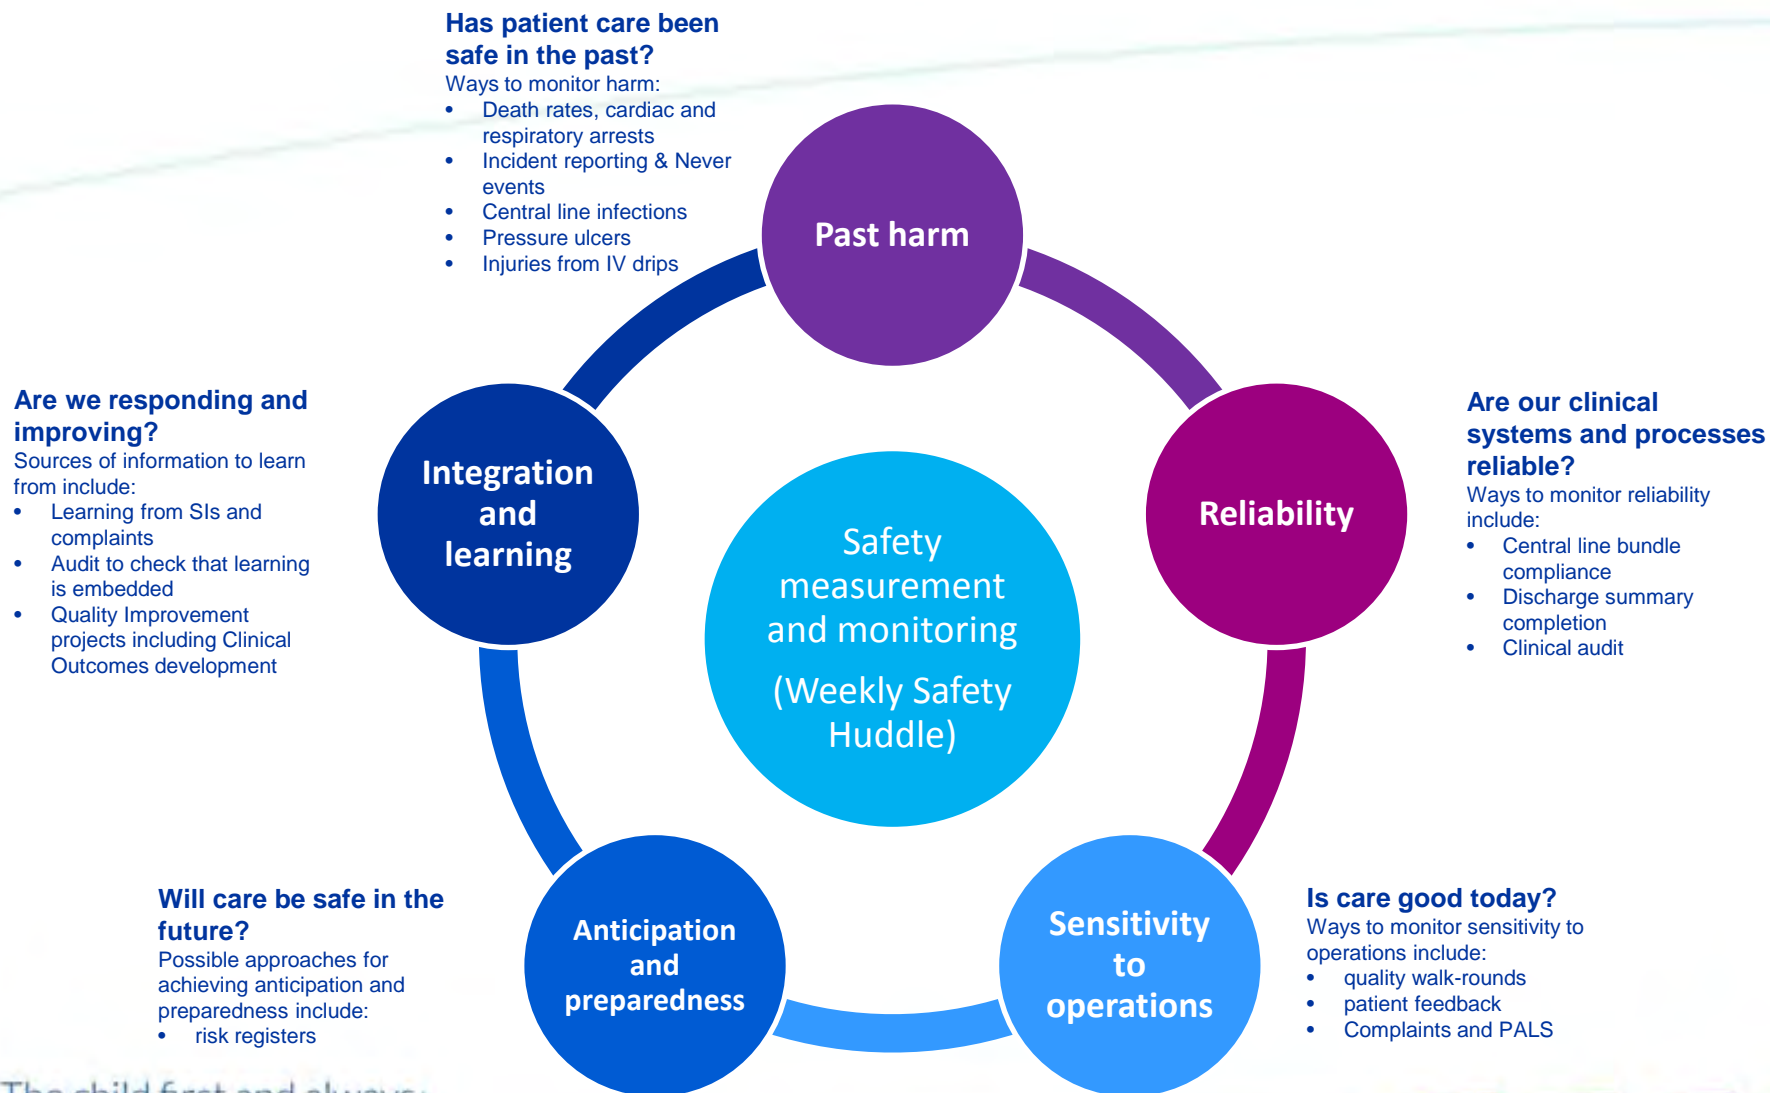 Has patient care been
safe in the past?
Ways to monitor harm:
• Death rates, cardiac and
respiratory arrests
• Incident reporting & Never
events
• Central line infections
• Pressure ulcers
• Injuries from IV drips
Past harm
Are our clinical
systems and processes
reliable?
Ways to monitor reliability
include:
• Central line bundle
compliance
• Discharge summary
completion
• Clinical audit
Reliability
Is care good today?
Ways to monitor sensitivity to
operations include:
• quality walk-rounds
• patient feedback
• Complaints and PALS
Sensitivity
to
operations
Will care be safe in the
future?
Possible approaches for
achieving anticipation and
preparedness include:
• risk registers
Anticipation
and
preparedness
Are we responding and
improving?
Sources of information to learn
from include:
• Learning from SIs and
complaints
• Audit to check that learning
is embedded
• Quality Improvement
projects including Clinical
Outcomes development
Integration
and
learning
Safety
measurement
and monitoring
(Weekly Safety
Huddle)
The child first and always